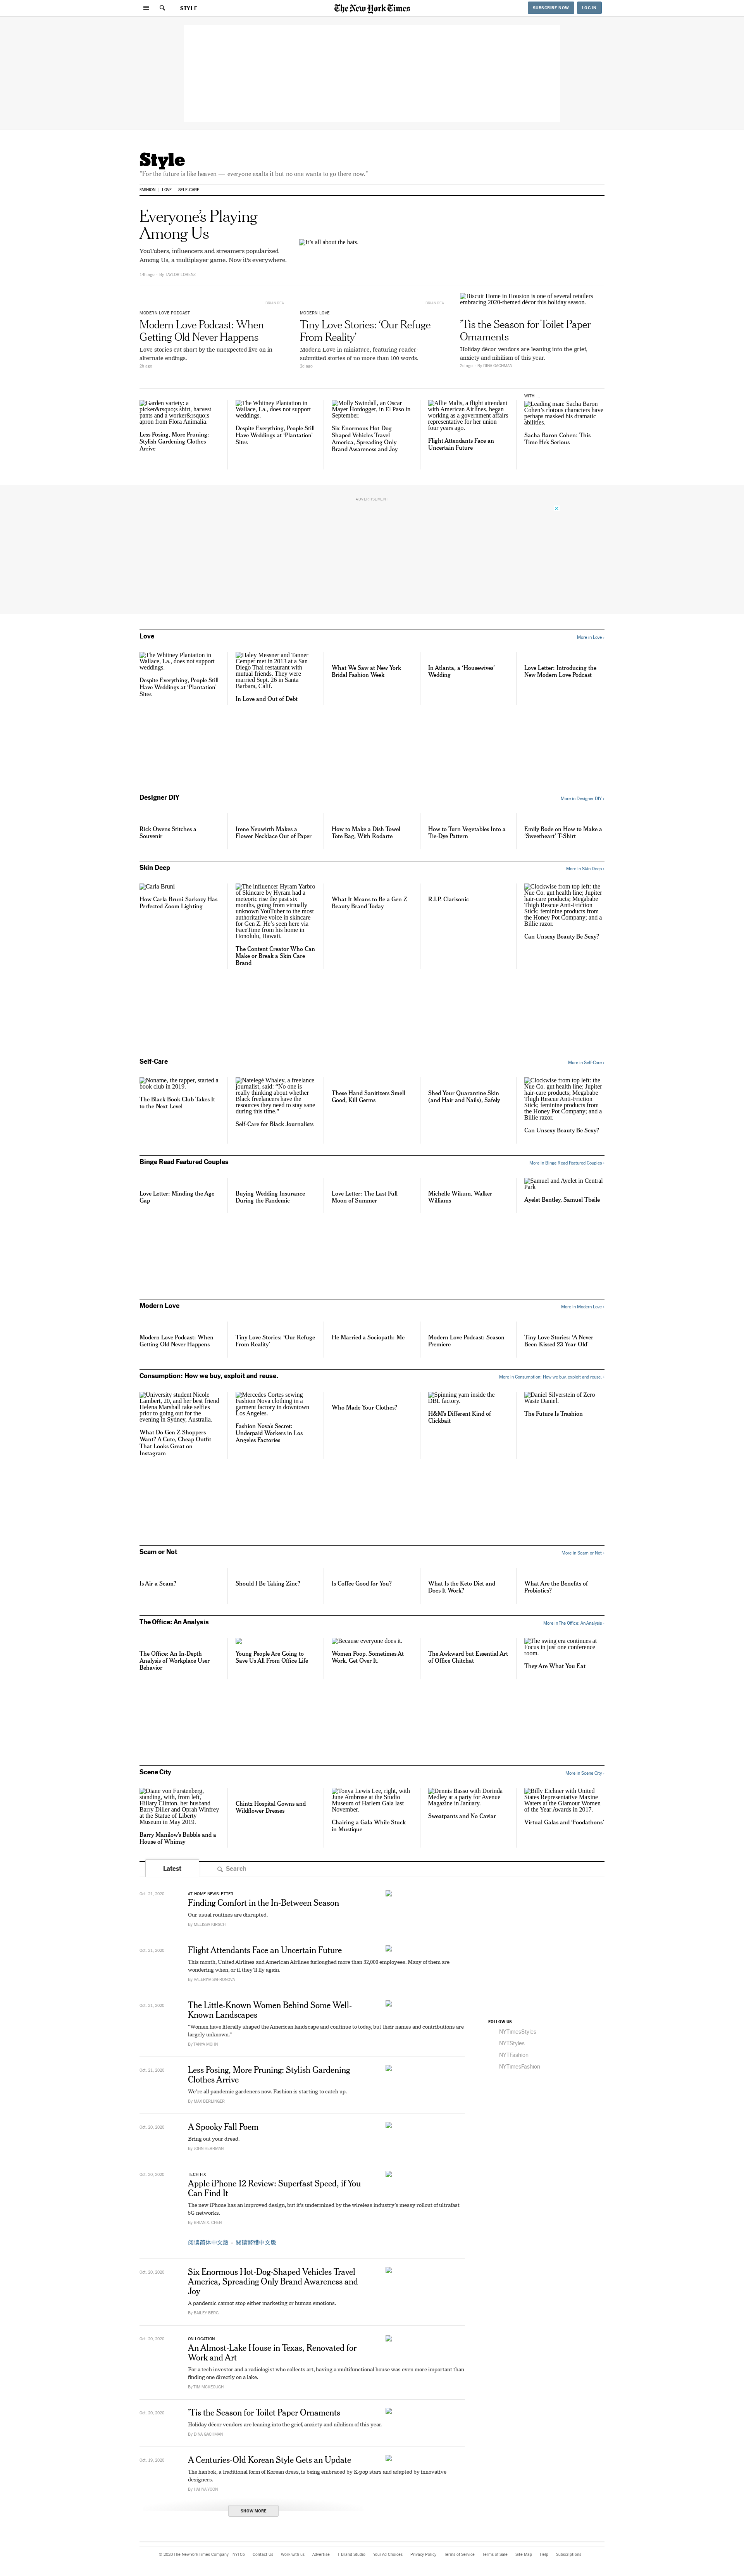 STYLE
The New York Times
SUBSCRIBE NOW
LOG IN
Style
"For the future is like heaven — everyone exalts it but no one wants to go there now."
FASHION
LOVE
SELF-CARE
Everyone's Playing
Among Us
YouTubers, influencers and streamers popularized
Among Us, a multiplayer game. Now it's everywhere.
14h ago · By TAYLOR LORENZ
It's all about the hats.
BRIAN REA
MODERN LOVE PODCAST
Modern Love Podcast: When
Getting Old Never Happens
Love stories cut short by the unexpected live on in
alternate endings.
2h ago
BRIAN REA
MODERN LOVE
Tiny Love Stories: 'Our Refuge
From Reality'
Modern Love in miniature, featuring reader-
submitted stories of no more than 100 words.
Biscuit Home in Houston is one of several retailers
embracing 2020-themed décor this holiday season.
'Tis the Season for Toilet Paper
Ornaments
Holiday décor vendors are leaning into the grief,
anxiety and nihilism of this year.
Garden variety: a
picker&rsquo;s shirt, harvest
pants and a worker&rsquo;s
apron from Flora Animalia.
Less Posing, More Pruning:
Stylish Gardening Clothes
Arrive
The Whitney Plantation in
Wallace, La., does not support
weddings.
Despite Everything, People Still
Have Weddings at 'Plantation'
Sites
Molly Swindall, an Oscar
Mayer Hotdogger, in El Paso in
September.
Six Enormous Hot-Dog-
Shaped Vehicles Travel
America, Spreading Only
Brand Awareness and Joy
Allie Malis, a flight attendant
with American Airlines, began
working as a government affairs
representative for her union
four years ago.
Flight Attendants Face an
Uncertain Future
WITH ...
Leading man: Sacha Baron
Cohen's riotous characters have
perhaps masked his dramatic
abilities.
Sacha Baron Cohen: This
Time He's Serious
ADVERTISEMENT
Love
More in Love ›
The Whitney Plantation in
Wallace, La., does not support
weddings.
Despite Everything, People Still
Have Weddings at 'Plantation'
Sites
Haley Messner and Tanner
Cemper met in 2013 at a San
Diego Thai restaurant with
mutual friends. They were
married Sept. 26 in Santa
Barbara, Calif.
In Love and Out of Debt
What We Saw at New York
Bridal Fashion Week
In Atlanta, a 'Housewives'
Wedding
Love Letter: Introducing the
New Modern Love Podcast
Designer DIY
More in Designer DIY ›
Rick Owens Stitches a
Souvenir
Irene Neuwirth Makes a
Flower Necklace Out of Paper
How to Make a Dish Towel
Tote Bag, With Rodarte
How to Turn Vegetables Into a
Tie-Dye Pattern
Emily Bode on How to Make a
'Sweetheart' T-Shirt
Skin Deep
More in Skin Deep ›
Carla Bruni
How Carla Bruni-Sarkozy Has
Perfected Zoom Lighting
The influencer Hyram Yarbro
of Skincare by Hyram had a
meteoric rise the past six
months, going from virtually
unknown YouTuber to the most
authoritative voice in skincare
for Gen Z. He's seen here via
FaceTime from his home in
Honolulu, Hawaii.
The Content Creator Who Can
Make or Break a Skin Care
Brand
What It Means to Be a Gen Z
Beauty Brand Today
R.I.P. Clarisonic
Clockwise from top left: the
Nue Co. gut health line; Jupiter
hair-care products; Megababe
Thigh Rescue Anti-Friction
Stick; feminine products from
the Honey Pot Company; and a
Billie razor.
Can Unsexy Beauty Be Sexy?
Self-Care
More in Self-Care ›
Noname, the rapper, started a
book club in 2019.
The Black Book Club Takes It
to the Next Level
Natelegé Whaley, a freelance
journalist, said: "No one is
really thinking about whether
Black freelancers have the
resources they need to stay sane
during this time."
Self-Care for Black Journalists
These Hand Sanitizers Smell
Good, Kill Germs
Shed Your Quarantine Skin
(and Hair and Nails), Safely
Clockwise from top left: the
Nue Co. gut health line; Jupiter
hair-care products; Megababe
Thigh Rescue Anti-Friction
Stick; feminine products from
the Honey Pot Company; and a
Billie razor.
Can Unsexy Beauty Be Sexy?
Binge Read Featured Couples
More in Binge Read Featured Couples ›
Love Letter: Minding the Age
Gap
Buying Wedding Insurance
During the Pandemic
Love Letter: The Last Full
Moon of Summer
Michelle Wikum, Walker
Williams
Samuel and Ayelet in Central
Park
Ayelet Bentley, Samuel Tbeile
Modern Love
More in Modern Love ›
Modern Love Podcast: When
Getting Old Never Happens
Tiny Love Stories: 'Our Refuge
From Reality'
He Married a Sociopath: Me
Modern Love Podcast: Season
Premiere
Tiny Love Stories: 'A Never-
Been Kissed 23-Year-Old'
Consumption: How we buy, exploit and reuse.
More in Consumption: How we buy, exploit and reuse. ›
University student Nicole
Lambert, 20, and her best friend
Helena Marshall take selfies
prior to going out for the
evening in Sydney, Australia.
What Do Gen Z Shoppers
Want? A Cute, Cheap Outfit
That Looks Great on
Instagram
Mercedes Cortes sewing
Fashion Nova clothing in a
garment factory in downtown
Los Angeles.
Fashion Nova's Secret:
Underpaid Workers in Los
Angeles Factories
Who Made Your Clothes?
Spinning yarn inside the
DBL factory.
H&M's Different Kind of
Clickbait
Daniel Silverstein of Zero
Waste Daniel.
The Future Is Trashion
Scam or Not
More in Scam or Not ›
Is Air a Scam?
Should I Be Taking Zinc?
Is Coffee Good for You?
What Is the Keto Diet and
Does It Work?
What Are the Benefits of
Probiotics?
The Office: An Analysis
More in The Office: An Analysis ›
The Office: An In-Depth
Analysis of Workplace User
Behavior
Young People Are Going to
Save Us All From Office Life
Because everyone does it.
Women Poop. Sometimes At
Work. Get Over It.
The Awkward but Essential Art
of Office Chitchat
The swing era continues at
Focus in just one conference
room.
They Are What You Eat
Scene City
More in Scene City ›
Diane von Furstenberg,
standing, with, from left,
Hillary Clinton, her husband
Barry Diller and Oprah Winfrey
at the Statue of Liberty
Museum in May 2019.
Barry Manilow's Bubble and a
House of Whimsy
Chintz Hospital Gowns and
Wildflower Dresses
Tonya Lewis Lee, right, with
June Ambrose at the Studio
Museum of Harlem Gala last
November.
Chairing a Gala While Stuck
in Mustique
Dennis Basso with Dorinda
Medley at a party for Avenue
Magazine in January.
Sweatpants and No Caviar
Billy Eichner with United
States Representative Maxine
Waters at the Glamour Women
of the Year Awards in 2017.
Virtual Galas and 'Foodathons'
Latest
Search
Oct. 21, 2020
AT HOME NEWSLETTER
Finding Comfort in the In-Between Season
Our usual routines are disrupted.
By MELISSA KIRSCH
Oct. 21, 2020
Flight Attendants Face an Uncertain Future
This month, United Airlines and American Airlines furloughed more than 32,000 employees. Many of them are
wondering when, or if, they'll fly again.
By VALERIYA SAFRONOVA
Oct. 21, 2020
The Little-Known Women Behind Some Well-
Known Landscapes
"Women have literally shaped the American landscape and continue to today, but their names and contributions are
largely unknown."
By TANYA MOHN
Oct. 21, 2020
Less Posing, More Pruning: Stylish Gardening
Clothes Arrive
We're all pandemic gardeners now. Fashion is starting to catch up.
By MAX BERLINGER
Oct. 20, 2020
A Spooky Fall Poem
Bring out your dread.
By JOHN HERRMAN
Oct. 20, 2020
TECH FIX
Apple iPhone 12 Review: Superfast Speed, if You
Can Find It
The new iPhone has an improved design, but it's undermined by the wireless industry's messy rollout of ultrafast
5G networks.
By BRIAN X. CHEN
阅读简体中文版 · 閱讀繁體中文版
Oct. 20, 2020
Six Enormous Hot-Dog-Shaped Vehicles Travel
America, Spreading Only Brand Awareness and
Joy
A pandemic cannot stop either marketing or human emotions.
By BAILEY BERG
Oct. 20, 2020
ON LOCATION
An Almost-Lake House in Texas, Renovated for
Work and Art
For a tech investor and a radiologist who collects art, having a multifunctional house was even more important than
finding one directly on a lake.
By TIM MCKEOUGH
Oct. 20, 2020
'Tis the Season for Toilet Paper Ornaments
Holiday décor vendors are leaning into the grief, anxiety and nihilism of this year.
By DINA GACHMAN
Oct. 19, 2020
A Centuries-Old Korean Style Gets an Update
The hanbok, a traditional form of Korean dress, is being embraced by K-pop stars and adapted by innovative
designers.
By HAHNA YOON
SHOW MORE
FOLLOW US
NYTimesStyles
NYTStyles
NYTFashion
NYTimesFashion
© 2020 The New York Times Company
NYTCo
Contact Us
Work with us
Advertise
T Brand Studio
Your Ad Choices
Privacy Policy
Terms of Service
Terms of Sale
Site Map
Help
Subscriptions